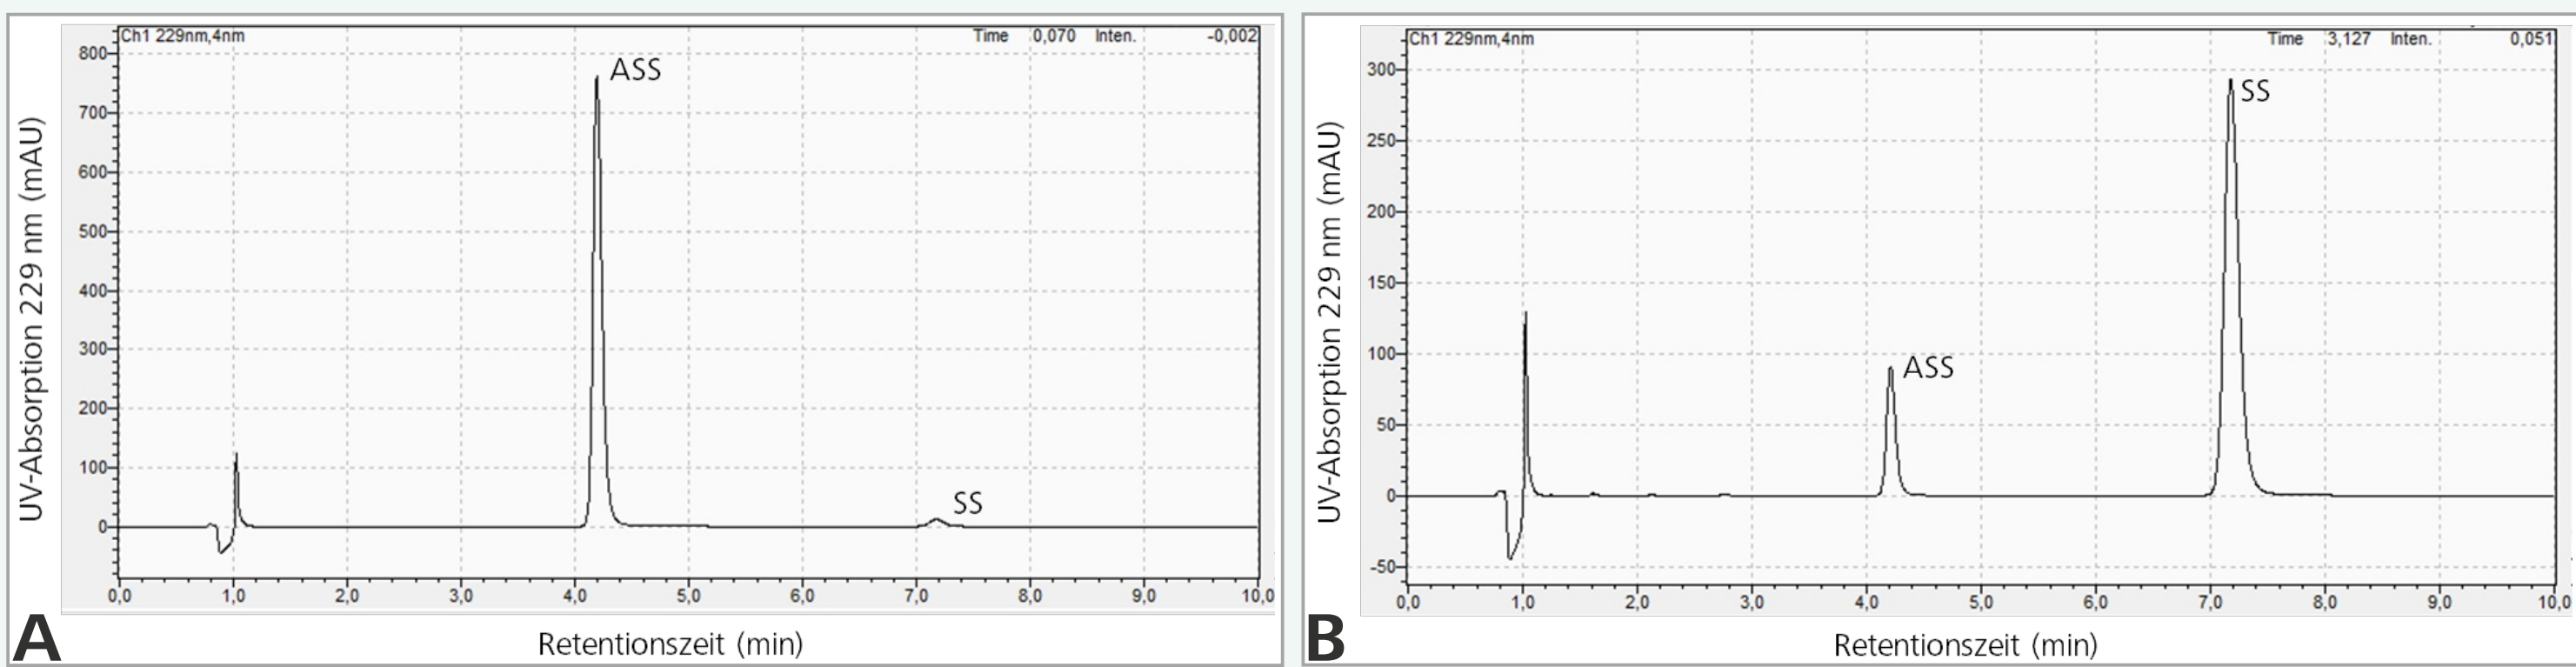 Ch1 229nm,4nm Time 0,070 Inten. -0,002
UV-Absorption 229 nm (mAU)
800
700
600
500
400
300
200
100
0
ASS
SS
0,0 1,0 2,0 3,0 4,0 5,0 6,0 7,0 8,0 9,0 10,0
Retentionszeit (min)
A
Ch1 229nm,4nm Time 3,127 Inten. 0,051
UV-Absorption 229 nm (mAU)
300
250
200
150
100
50
0
-50
SS
ASS
0,0 1,0 2,0 3,0 4,0 5,0 6,0 7,0 8,0 9,0 10,0
Retentionszeit (min)
B